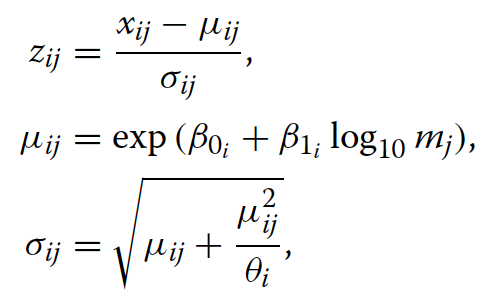 z_{ij} = \frac{x_{ij} - \mu_{ij}}{\sigma_{ij}},
\mu_{ij} = \exp(\beta_{0_i} + \beta_{1_i} \log_{10} m_j),
\sigma_{ij} = \sqrt{\mu_{ij} + \frac{\mu_{ij}^2}{\theta_i}},